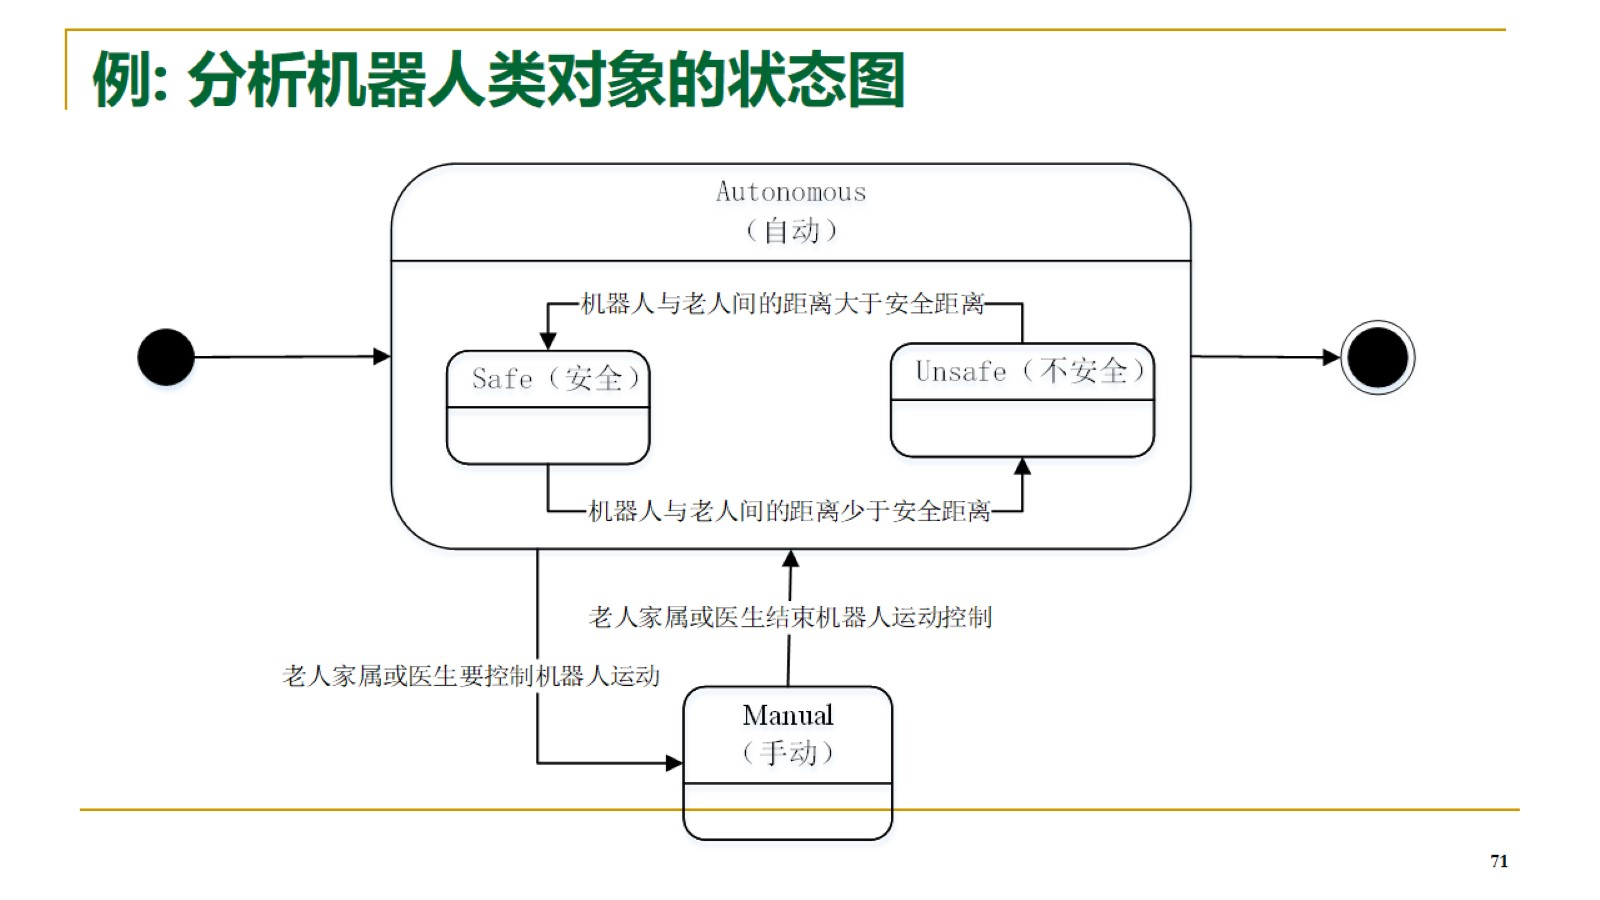 例: 分析机器人类对象的状态图
Autonomous
（自动）
机器人与老人间的距离大于安全距离
Safe（安全）
Unsafe（不安全）
机器人与老人间的距离少于安全距离
老人家属或医生结束机器人运动控制
老人家属或医生要控制机器人运动
Manual
（手动）
71